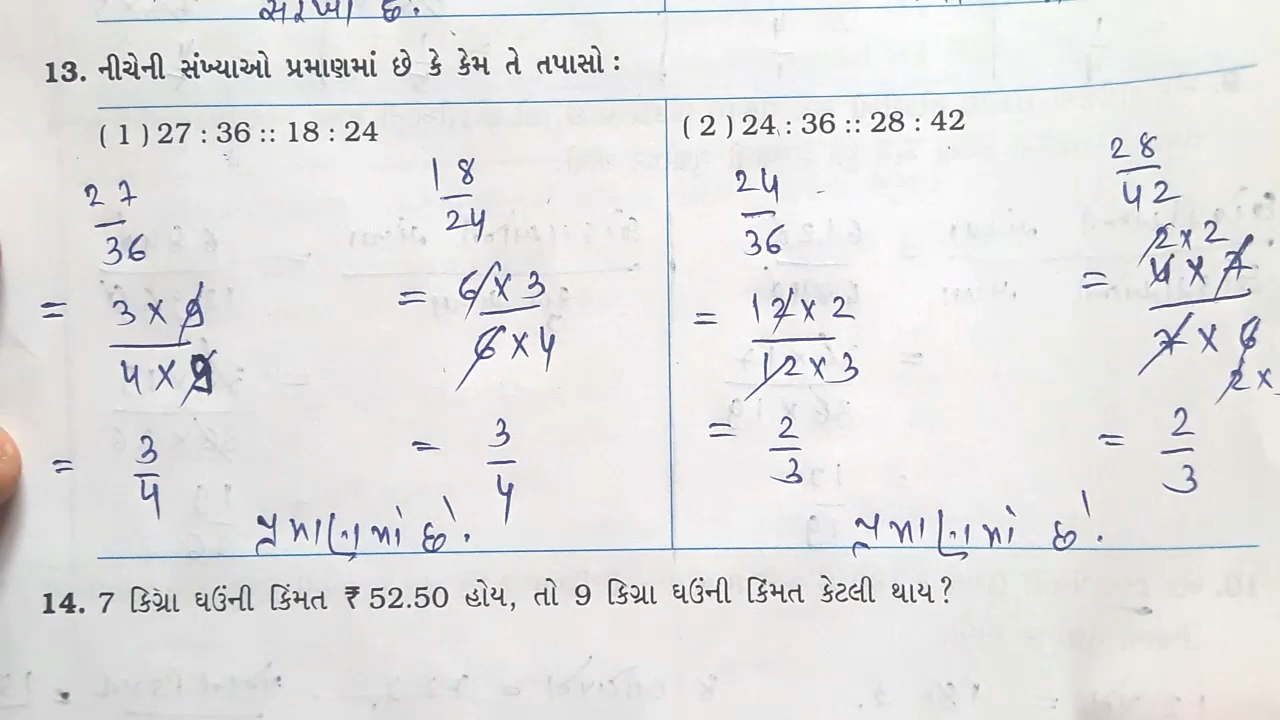 સરખા છે.
13. નીચેની સંખ્યાઓ પ્રમાણમાં છે કે કેમ તે તપાસો :
( 1 ) 27 : 36 :: 18 : 24
27/36
18/24
= 3 × 9 / 4 × 9
= 6 × 3 / 6 × 4
= 3/4
= 3/4
પ્રમાણમાં છે.
( 2 ) 24 : 36 :: 28 : 42
24/36
28/42
= 12 × 2 / 12 × 3
2 × 2
= 4 × 7 / 7 × 6
2 ×
= 2/3
= 2/3
પ્રમાણમાં છે.
14. 7 કિગ્રા ઘઉંની કિંમત ₹ 52.50 હોય, તો 9 કિગ્રા ઘઉંની કિંમત કેટલી થાય?